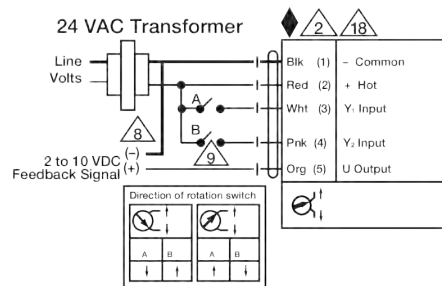 24 VAC Transformer
2 18
Line
Volts
Blk (1) - Common
Red (2) + Hot
A
Wht (3) Y₁ Input
B
Pnk (4) Y₂ Input
8
9
(-)
2 to 10 VDC
Feedback Signal (+)
Org (5) U Output
Direction of rotation switch
A B A B